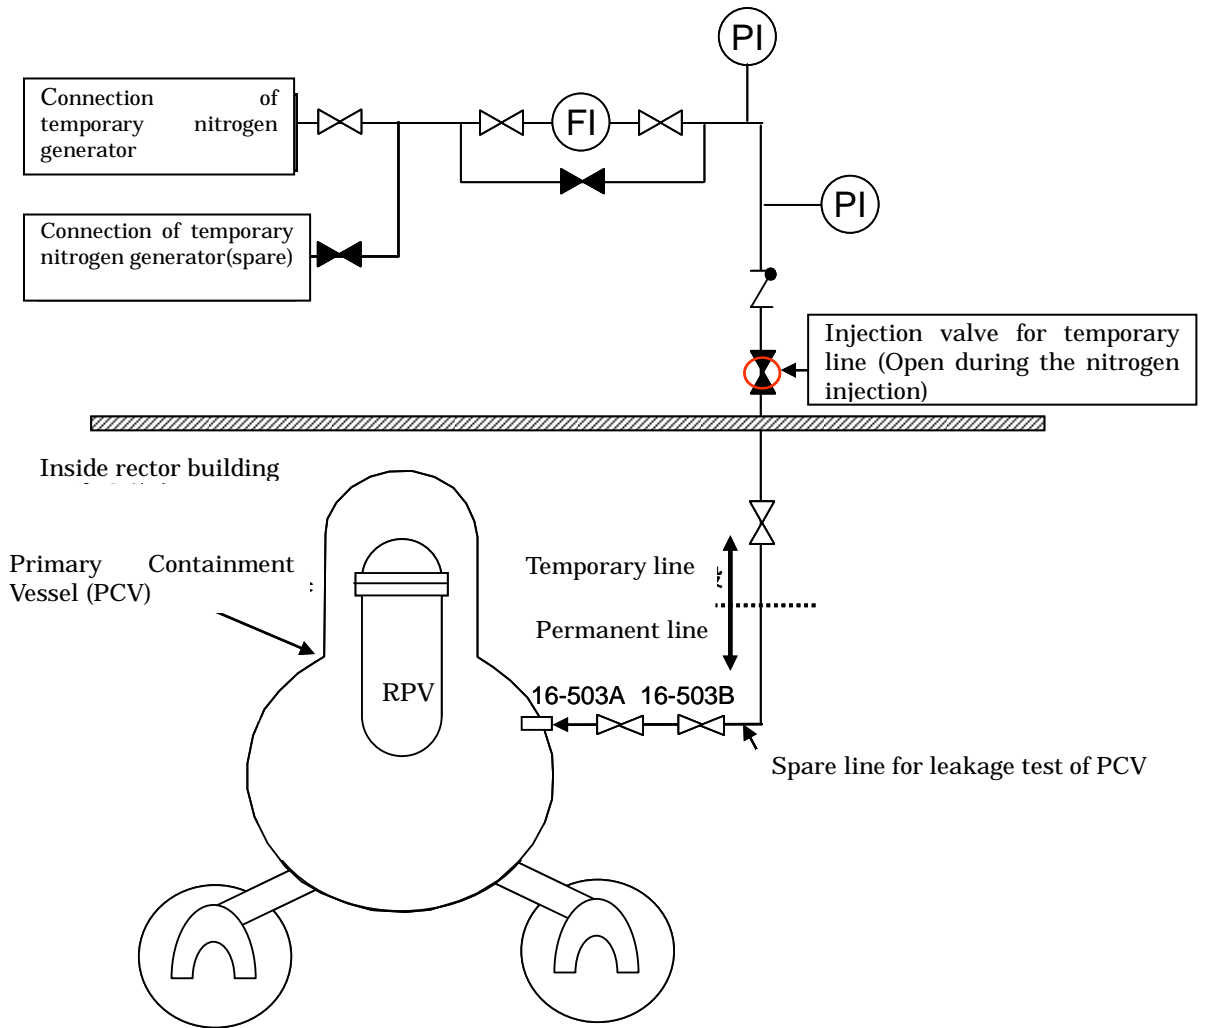 PI
Connection of
temporary nitrogen
generator
FI
PI
Connection of temporary
nitrogen generator(spare)
Injection valve for temporary
line (Open during the nitrogen
injection)
Inside rector building
Primary Containment
Vessel (PCV)
Temporary line
Permanent line
RPV
16-503A 16-503B
Spare line for leakage test of PCV